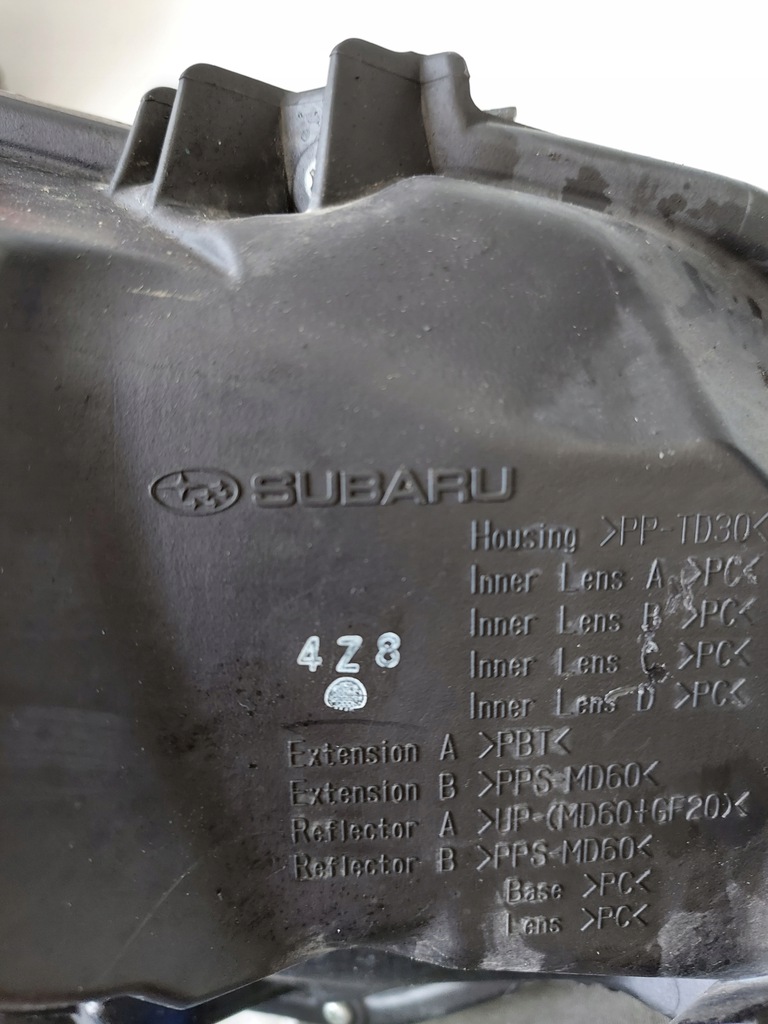 SUBARU
Housing >PP-TD30<
Inner Lens A >PC<
Inner Lens B >PC<
Inner Lens C >PC<
Inner Lens D >PC<
4Z8
Extension A >PBT<
Extension B >PPS-MD60<
Reflector A >UP-(MD60+GF20)<
Reflector B >PPS-MD60<
Base >PC<
Lens >PC<